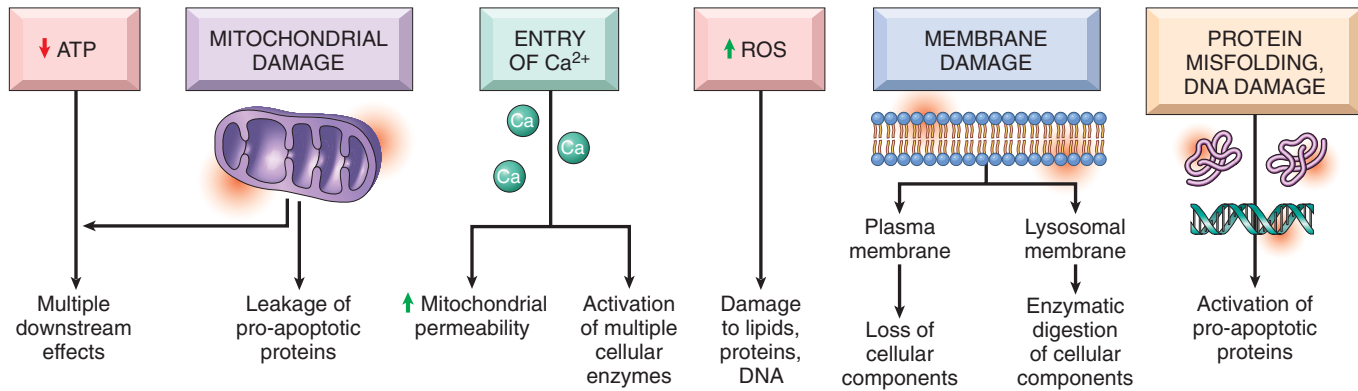 ATP
MITOCHONDRIAL
DAMAGE
ENTRY
OF Ca²⁺
ROS
MEMBRANE
DAMAGE
PROTEIN
MISFOLDING,
DNA DAMAGE
Ca
Ca
Ca
Plasma
membrane
Lysosomal
membrane
Multiple
downstream
effects
Leakage of
pro-apoptotic
proteins
Mitochondrial
permeability
Activation
of multiple
cellular
enzymes
Damage
to lipids,
proteins,
DNA
Loss of
cellular
components
Enzymatic
digestion
of cellular
components
Activation of
pro-apoptotic
proteins